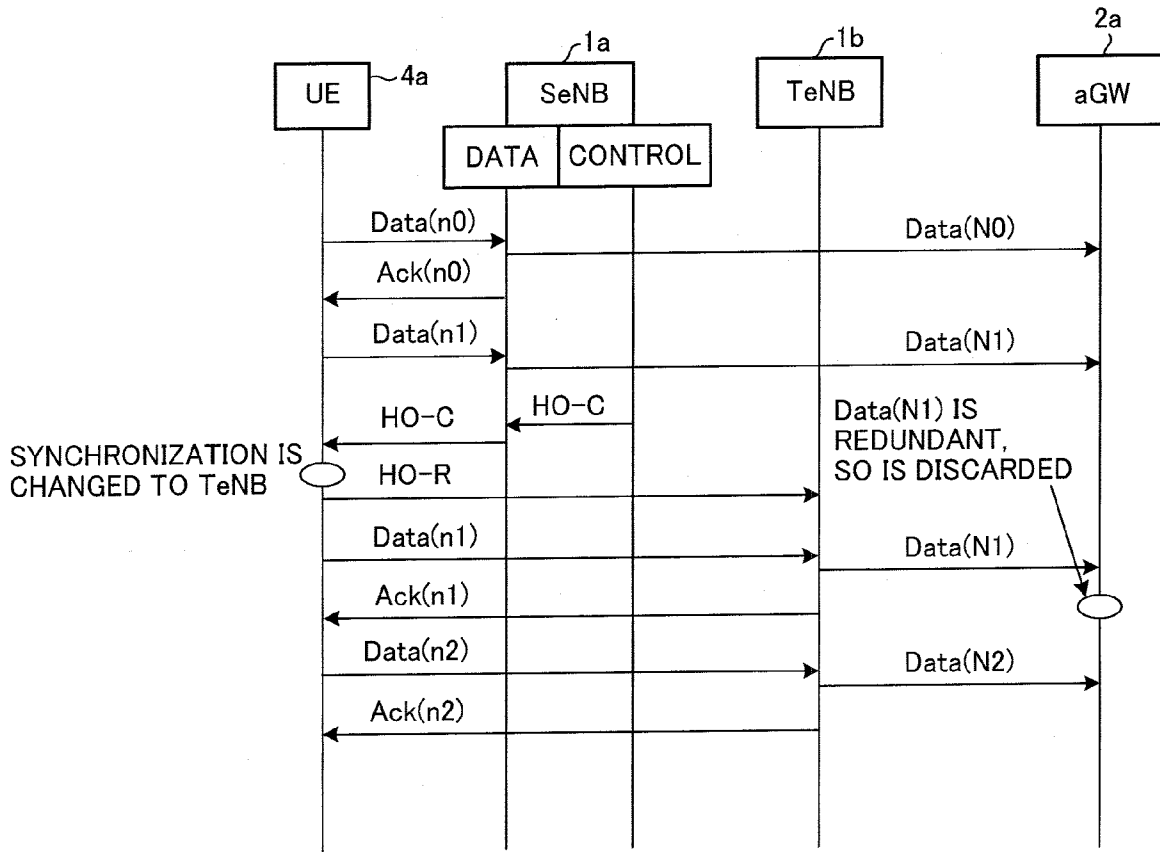 1a
1b
2a
4a
UE
SeNB
TeNB
aGW
DATA
CONTROL
Data(n0)
Data(N0)
Ack(n0)
Data(n1)
Data(N1)
HO-C
HO-C
Data(N1) IS
REDUNDANT,
SO IS DISCARDED
SYNCHRONIZATION IS
CHANGED TO TeNB
HO-R
Data(n1)
Data(N1)
Ack(n1)
Data(n2)
Data(N2)
Ack(n2)